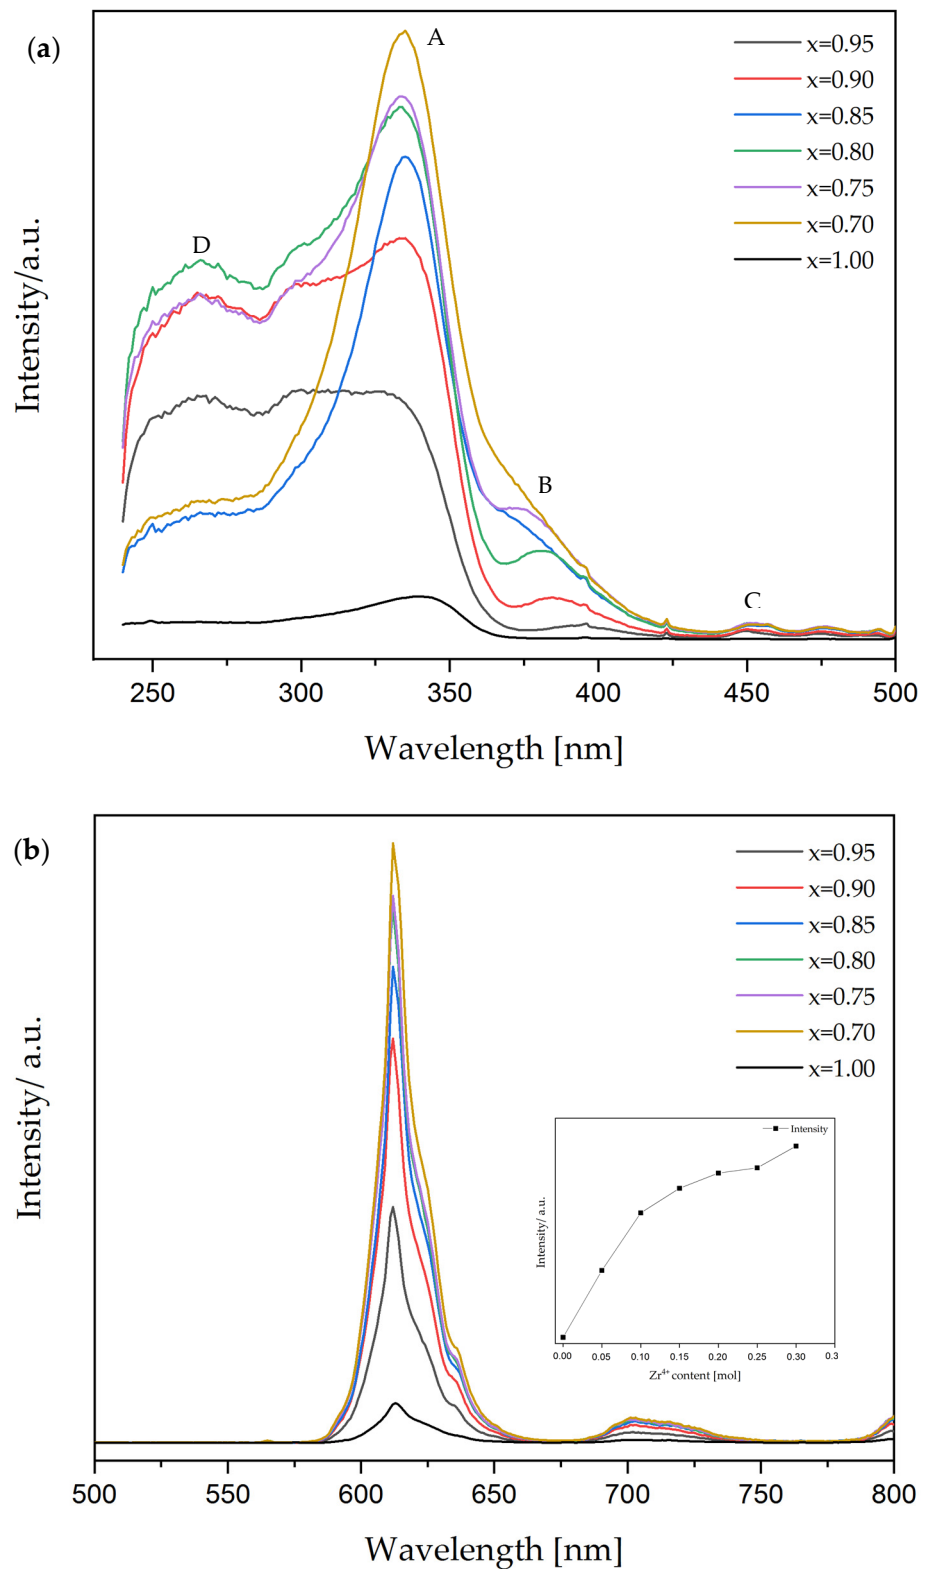 (a)
A
x=0.95
x=0.90
x=0.85
x=0.80
x=0.75
x=0.70
x=1.00
D
B
C
Intensity/a.u.
250 300 350 400 450 500
Wavelength [nm]
(b)
x=0.95
x=0.90
x=0.85
x=0.80
x=0.75
x=0.70
x=1.00
Intensity/ a.u.
Intensity
Intensity/ a.u.
0.00 0.05 0.10 0.15 0.20 0.25 0.30 0.3
Zr⁴⁺ content [mol]
500 550 600 650 700 750 800
Wavelength [nm]